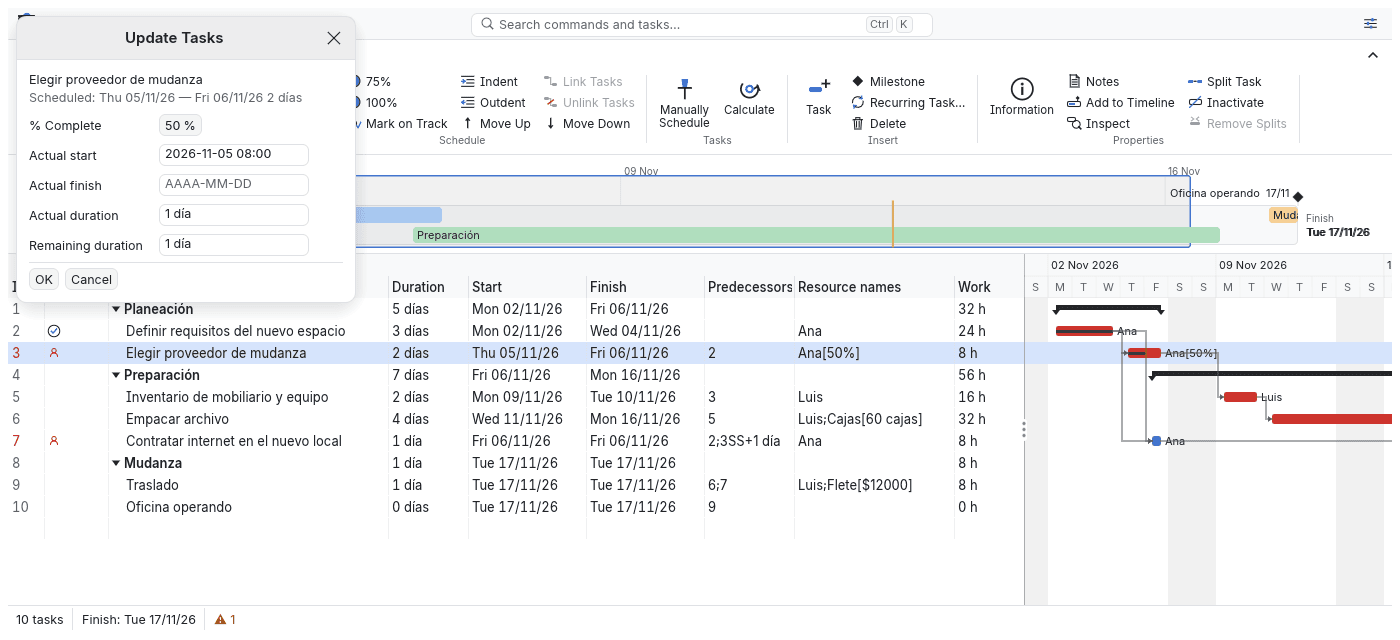 Search commands and tasks... Ctrl K
Update Tasks
Elegir proveedor de mudanza
Scheduled: Thu 05/11/26 — Fri 06/11/26 2 días
% Complete 50 %
Actual start 2026-11-05 08:00
Actual finish AAAA-MM-DD
Actual duration 1 día
Remaining duration 1 día
OK Cancel
75% Indent Link Tasks
100% Outdent Unlink Tasks
Mark on Track Move Up Move Down
Schedule
Manually Schedule Calculate
Tasks
Task Milestone
Recurring Task...
Delete
Insert
Information Notes Split Task
Add to Timeline Inactivate
Inspect Remove Splits
Properties
09 Nov 16 Nov
Oficina operando 17/11
Preparación
Finish
Tue 17/11/26
02 Nov 2026 09 Nov 2026
Duration Start Finish Predecessors Resource names Work S M T W T F S S M T W T F S S
1 Planeación 5 días Mon 02/11/26 Fri 06/11/26 32 h
2 Definir requisitos del nuevo espacio 3 días Mon 02/11/26 Wed 04/11/26 Ana 24 h Ana
3 Elegir proveedor de mudanza 2 días Thu 05/11/26 Fri 06/11/26 2 Ana[50%] 8 h Ana[50%]
4 Preparación 7 días Fri 06/11/26 Mon 16/11/26 56 h
5 Inventario de mobiliario y equipo 2 días Mon 09/11/26 Tue 10/11/26 3 Luis 16 h Luis
6 Empacar archivo 4 días Wed 11/11/26 Mon 16/11/26 5 Luis;Cajas[60 cajas] 32 h
7 Contratar internet en el nuevo local 1 día Fri 06/11/26 Fri 06/11/26 2;3SS+1 día Ana 8 h Ana
8 Mudanza 1 día Tue 17/11/26 Tue 17/11/26 8 h
9 Traslado 1 día Tue 17/11/26 Tue 17/11/26 6;7 Luis;Flete[$12000] 8 h
10 Oficina operando 0 días Tue 17/11/26 Tue 17/11/26 9 0 h
10 tasks Finish: Tue 17/11/26 1